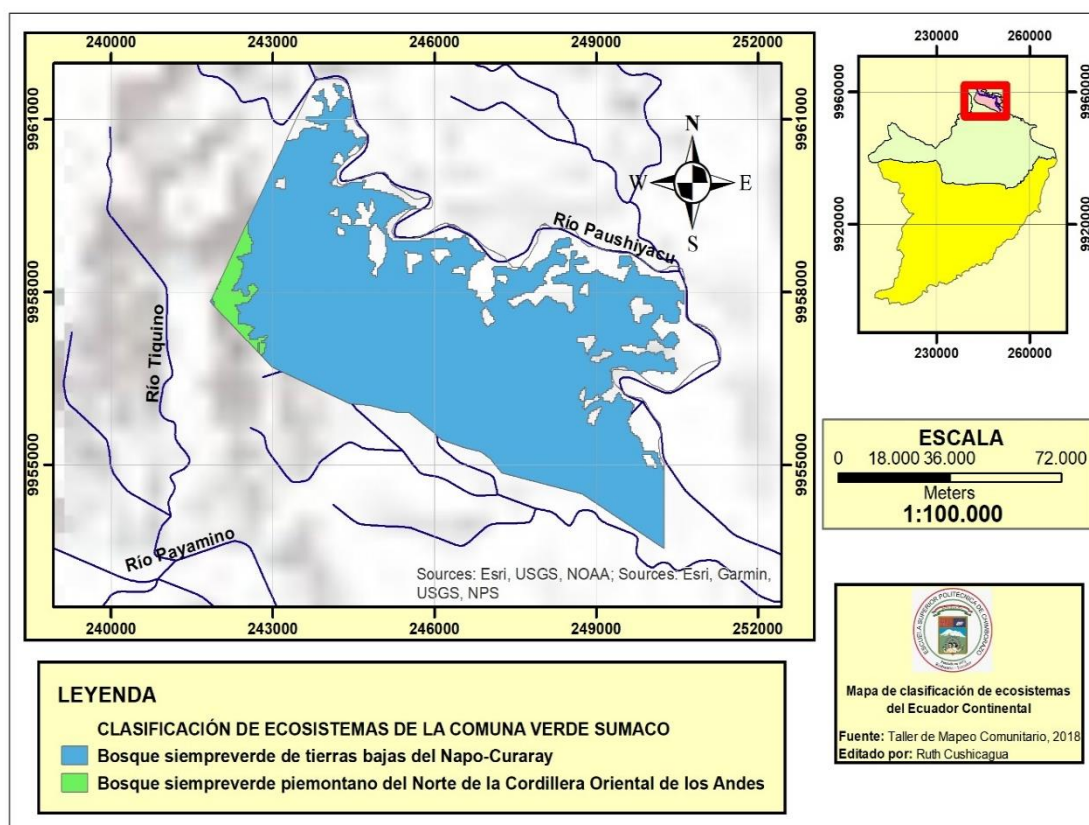 240000 243000 246000 249000 252000
9961000
9958000
9955000
N
W E
S
Río Paushiyacu
Río Tiquino
Río Payamino
Sources: Esri, USGS, NOAA; Sources: Esri, Garmin,
USGS, NPS
9961000
9958000
9955000
240000 243000 246000 249000 252000
230000 260000
9960000
9920000
9960000
9920000
230000 260000
ESCALA
0 18.000 36.000 72.000
Meters
1:100.000
LEYENDA
CLASIFICACIÓN DE ECOSISTEMAS DE LA COMUNA VERDE SUMACO
Bosque siempreverde de tierras bajas del Napo-Curaray
Bosque siempreverde piemontano del Norte de la Cordillera Oriental de los Andes
ESCUELA SUPERIOR POLITECNICA DE CHIMBORAZO
Mapa de clasificación de ecosistemas
del Ecuador Continental
Fuente: Taller de Mapeo Comunitario, 2018
Editado por: Ruth Cushicagua